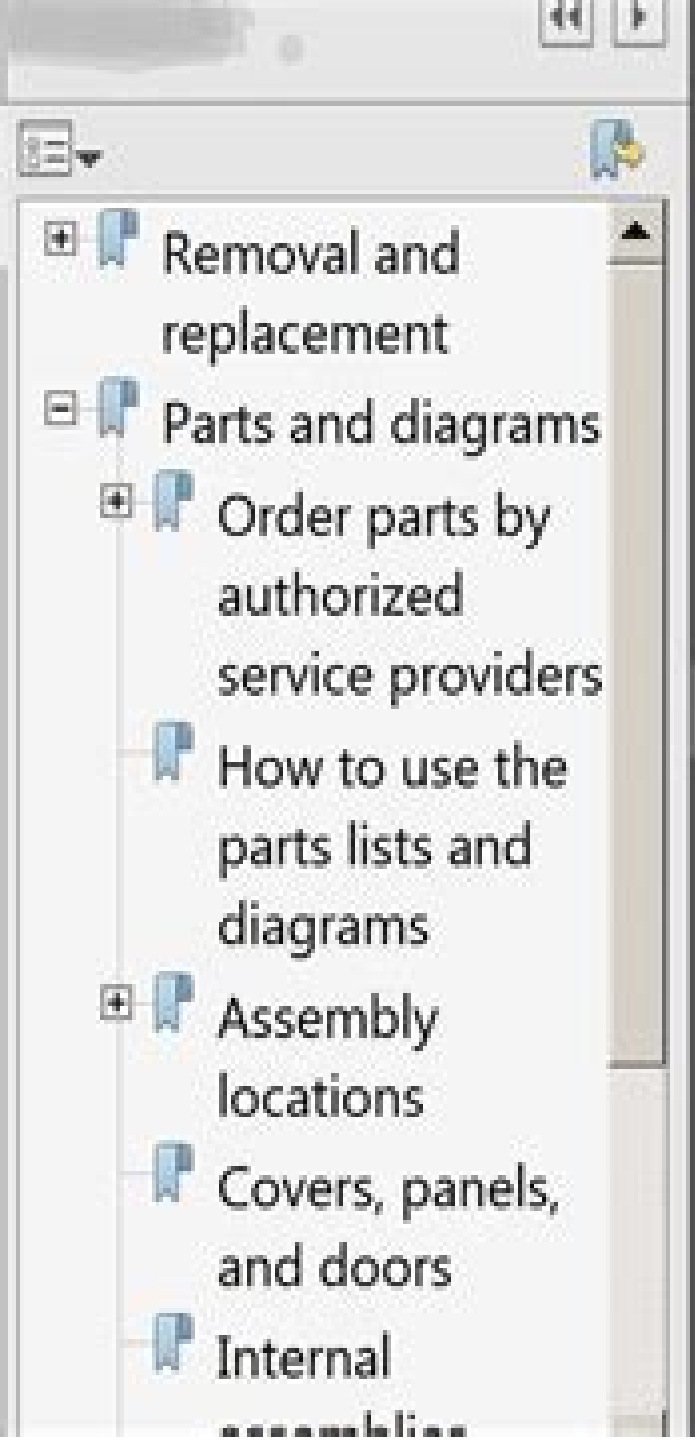 Removal and
replacement
Parts and diagrams
Order parts by
authorized
service providers
How to use the
parts lists and
diagrams
Assembly
locations
Covers, panels,
and doors
Internal
assemblies